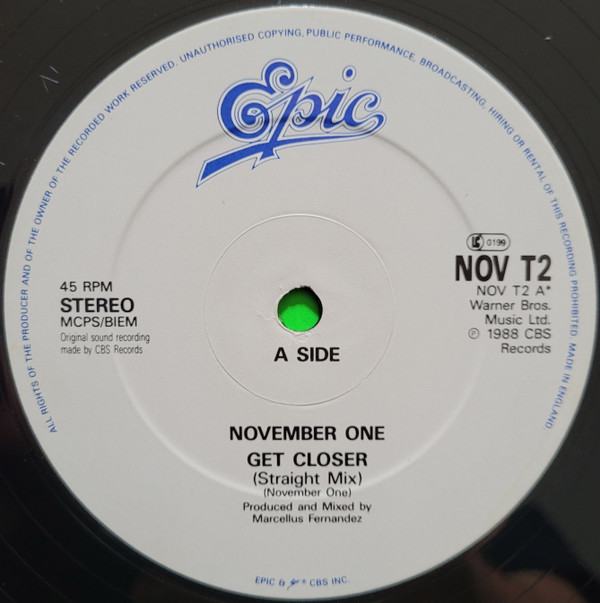 ALL RIGHTS OF THE PRODUCER AND OF THE OWNER OF THE RECORDED WORK RESERVED. UNAUTHORISED COPYING, PUBLIC PERFORMANCE, BROADCASTING, HIRING OR RENTAL OF THIS RECORDING PROHIBITED. MADE IN ENGLAND.
Epic
45 RPM
STEREO
MCPS/BIEM
Original sound recording
made by CBS Records
LC 0199
NOV T2
NOV T2 A*
Warner Bros.
Music Ltd.
℗ 1988 CBS
Records
A SIDE
NOVEMBER ONE
GET CLOSER
(Straight Mix)
(November One)
Produced and Mixed by
Marcellus Fernandez
EPIC & ® CBS INC.